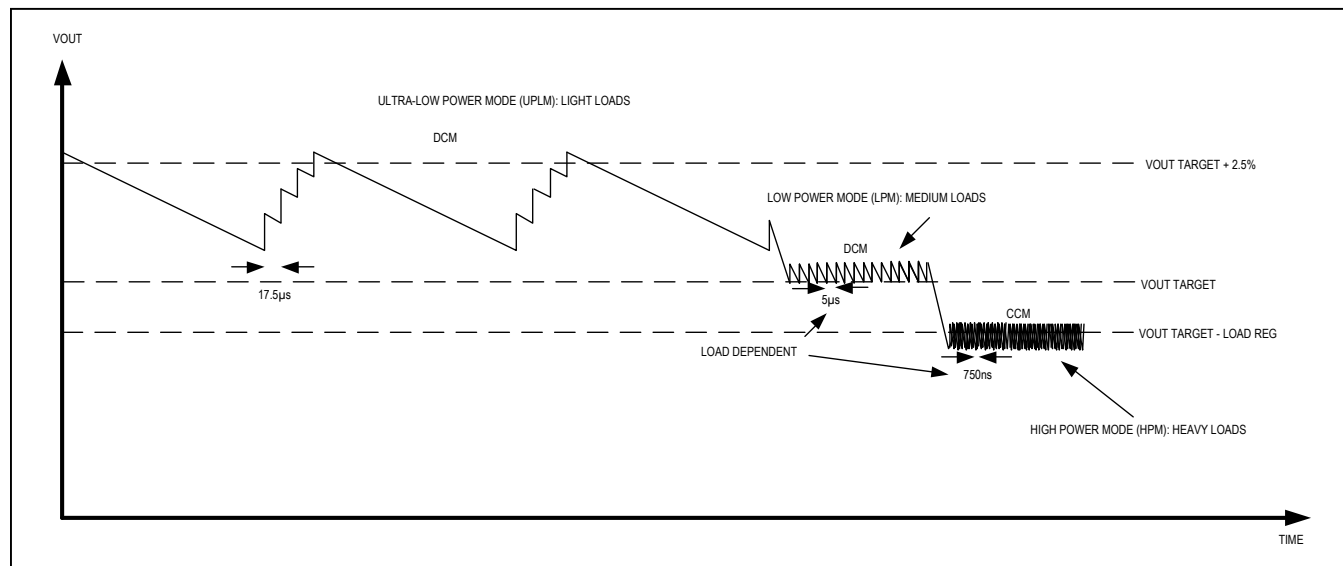 VOUT
ULTRA-LOW POWER MODE (UPLM): LIGHT LOADS
DCM
VOUT TARGET + 2.5%
LOW POWER MODE (LPM): MEDIUM LOADS
DCM
17.5µs
VOUT TARGET
5µs
CCM
VOUT TARGET - LOAD REG
LOAD DEPENDENT
750ns
HIGH POWER MODE (HPM): HEAVY LOADS
TIME